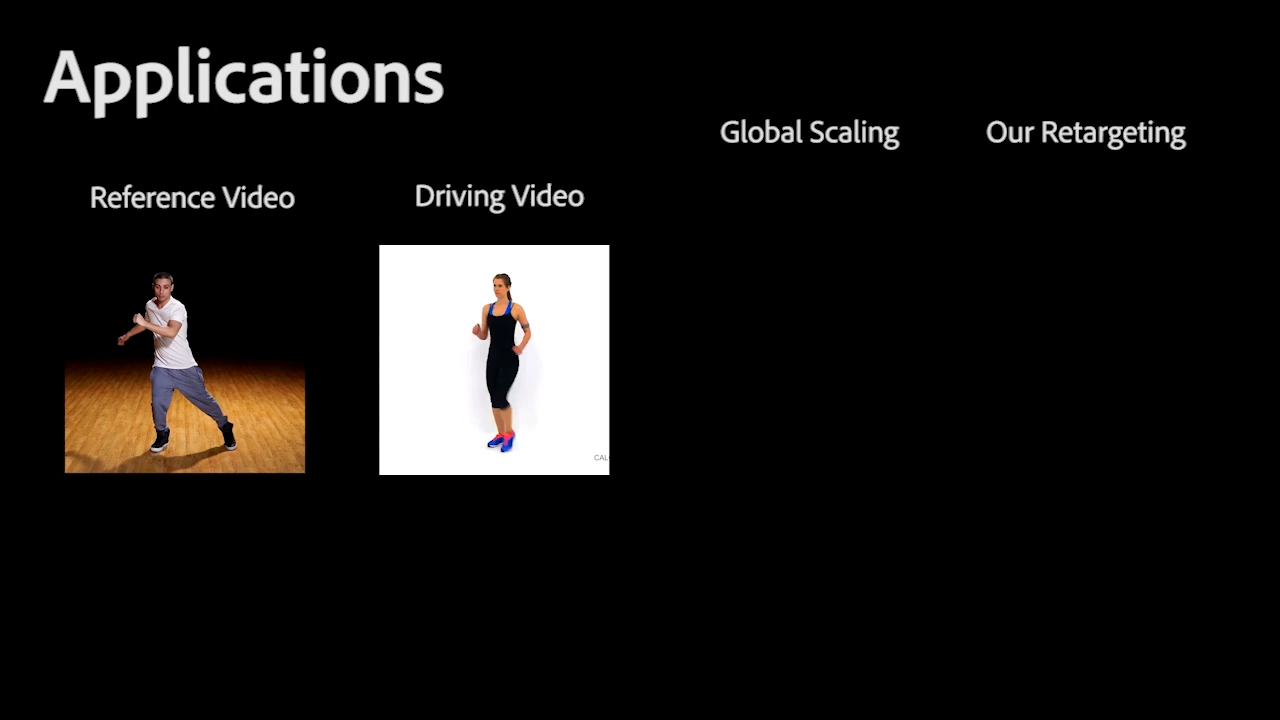 Applications
Global Scaling
Our Retargeting
Reference Video
Driving Video